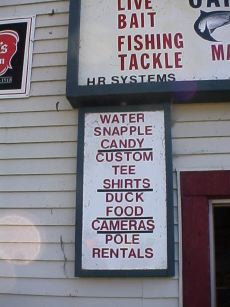 LIVE
BAIT
FISHING
TACKLE
HR SYSTEMS
WATER
SNAPPLE
CANDY
CUSTOM
TEE
SHIRTS
DUCK
FOOD
CAMERAS
POLE
RENTALS